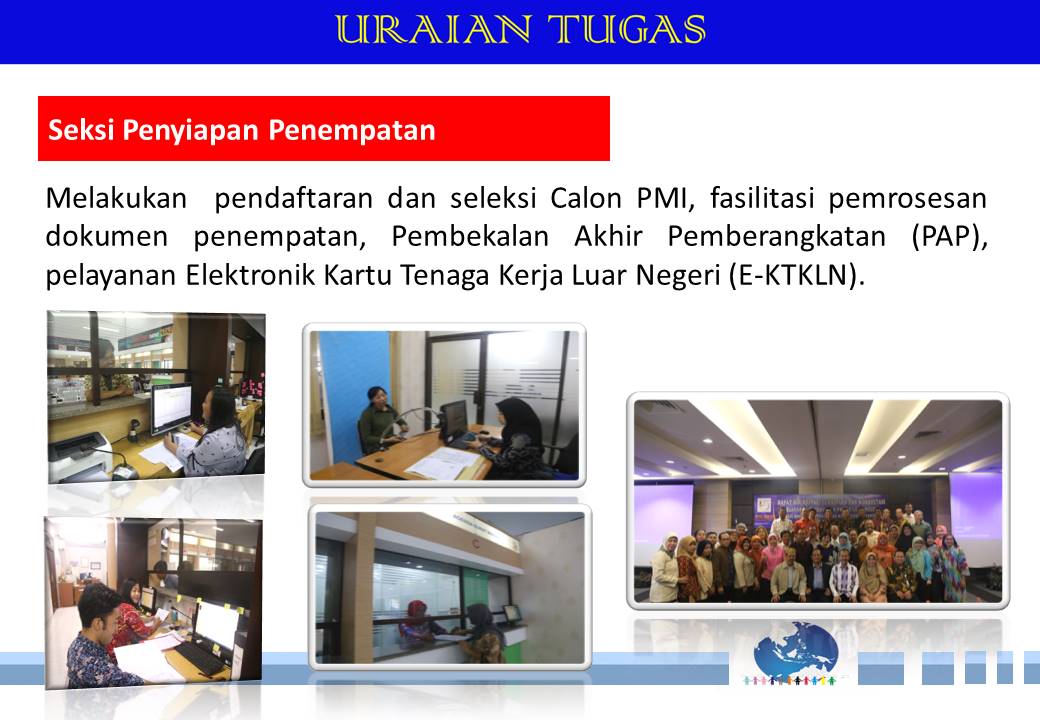 URAIAN TUGAS
Seksi Penyiapan Penempatan
Melakukan pendaftaran dan seleksi Calon PMI, fasilitasi pemrosesan
dokumen penempatan, Pembekalan Akhir Pemberangkatan (PAP),
pelayanan Elektronik Kartu Tenaga Kerja Luar Negeri (E-KTKLN).